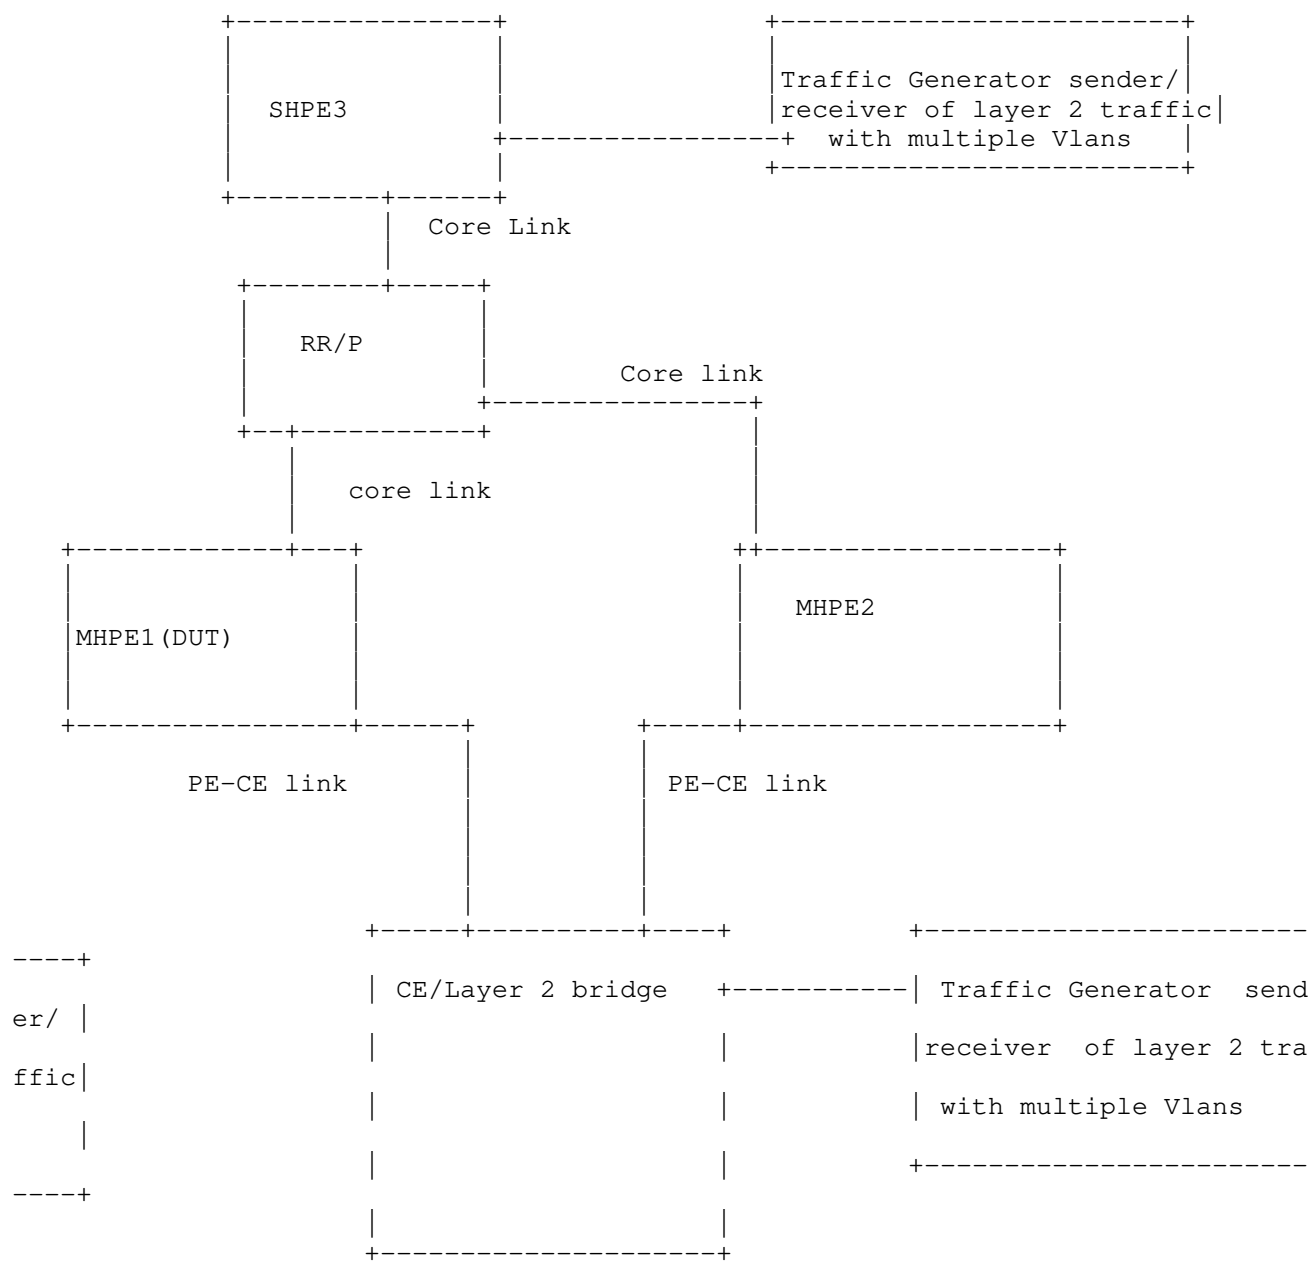 Traffic Generator sender/
SHPE3 receiver of layer 2 traffic
with multiple Vlans
Core Link
RR/P
Core link
core link
MHPE2
MHPE1(DUT)
PE-CE link PE-CE link
CE/Layer 2 bridge Traffic Generator send
er/
receiver of layer 2 tra
ffic
with multiple Vlans